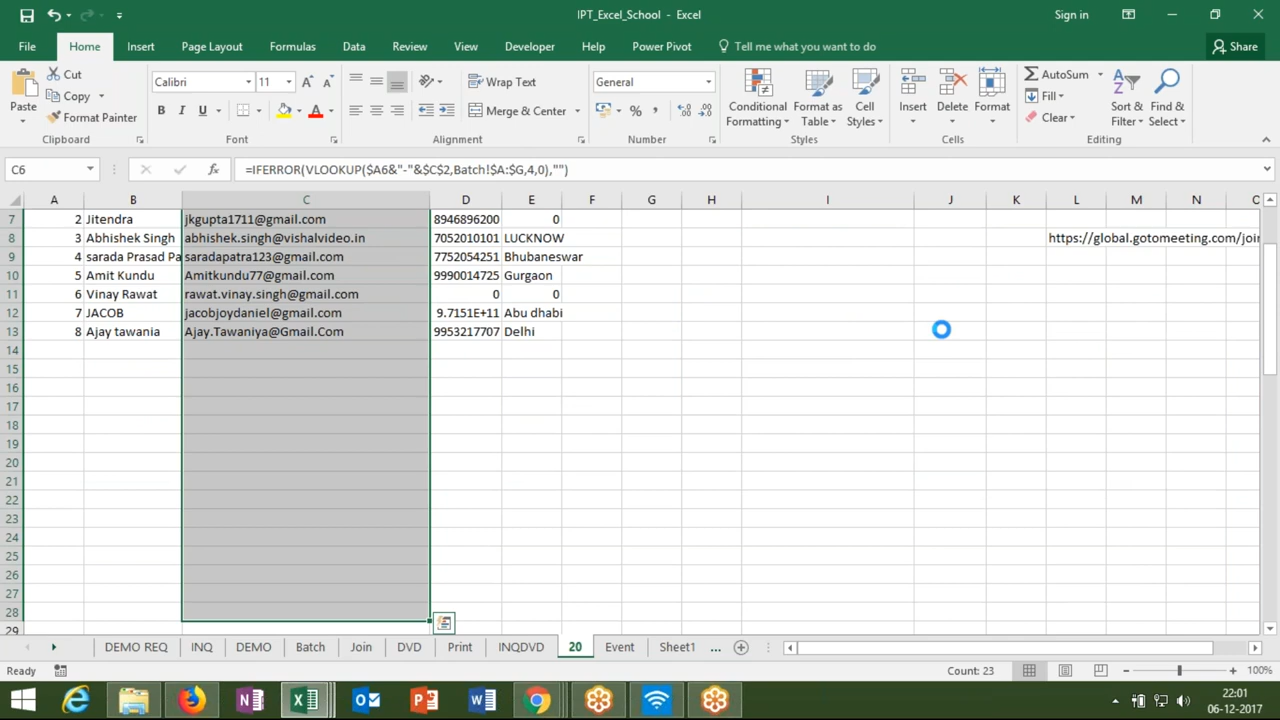 IPT_Excel_School - Excel
Sign in
File Home Insert Page Layout Formulas Data Review View Developer Help Power Pivot Tell me what you want to do Share
Paste
Cut
Copy
Format Painter
Clipboard
Calibri 11
B I U
Font
Wrap Text
Merge & Center
Alignment
General
Number
Conditional Formatting
Format as Table
Cell Styles
Styles
Insert Delete Format
Cells
AutoSum
Fill
Clear
Sort & Filter
Find & Select
Editing
C6 =IFERROR(VLOOKUP($A6&"-"&$C$2,Batch!$A:$G,4,0),"")
A B C D E F G H I J K L M N O
7 2 Jitendra jkgupta1711@gmail.com 8946896200 0
8 3 Abhishek Singh abhishek.singh@vishalvideo.in 7052010101 LUCKNOW https://global.gotomeeting.com/join
9 4 sarada Prasad Pa saradapatra123@gmail.com 7752054251 Bhubaneswar
10 5 Amit Kundu Amitkundu77@gmail.com 9990014725 Gurgaon
11 6 Vinay Rawat rawat.vinay.singh@gmail.com 0 0
12 7 JACOB jacobjoydaniel@gmail.com 9.7151E+11 Abu dhabi
13 8 Ajay tawania Ajay.Tawaniya@Gmail.Com 9953217707 Delhi
14
15
16
17
18
19
20
21
22
23
24
25
26
27
28
29
DEMO REQ INQ DEMO Batch Join DVD Print INQDVD 20 Event Sheet1 ...
Ready Count: 23 100%
22:01
06-12-2017